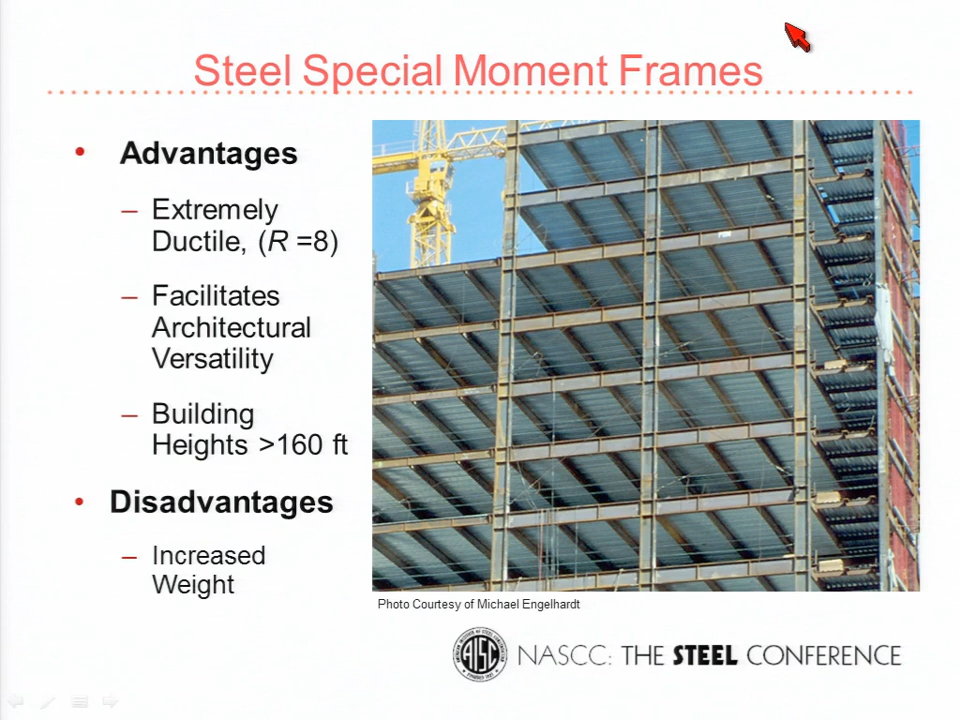 Steel Special Moment Frames
• Advantages
– Extremely
Ductile, (R =8)
– Facilitates
Architectural
Versatility
– Building
Heights >160 ft
• Disadvantages
– Increased
Weight
Photo Courtesy of Michael Engelhardt
AISC
NASCC: THE STEEL CONFERENCE